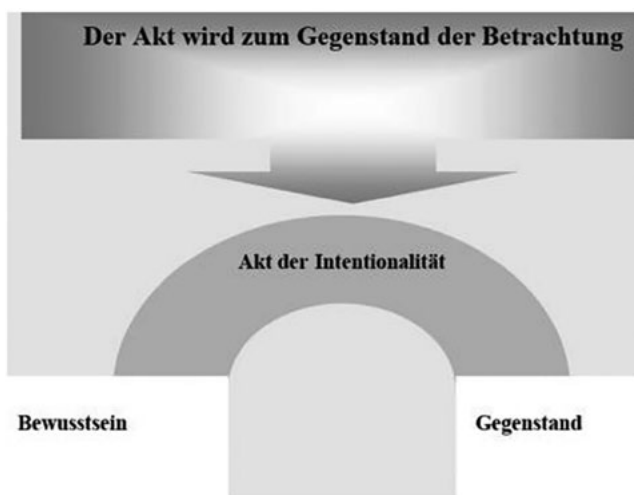 Der Akt wird zum Gegenstand der Betrachtung
Akt der Intentionalität
Bewusstsein
Gegenstand